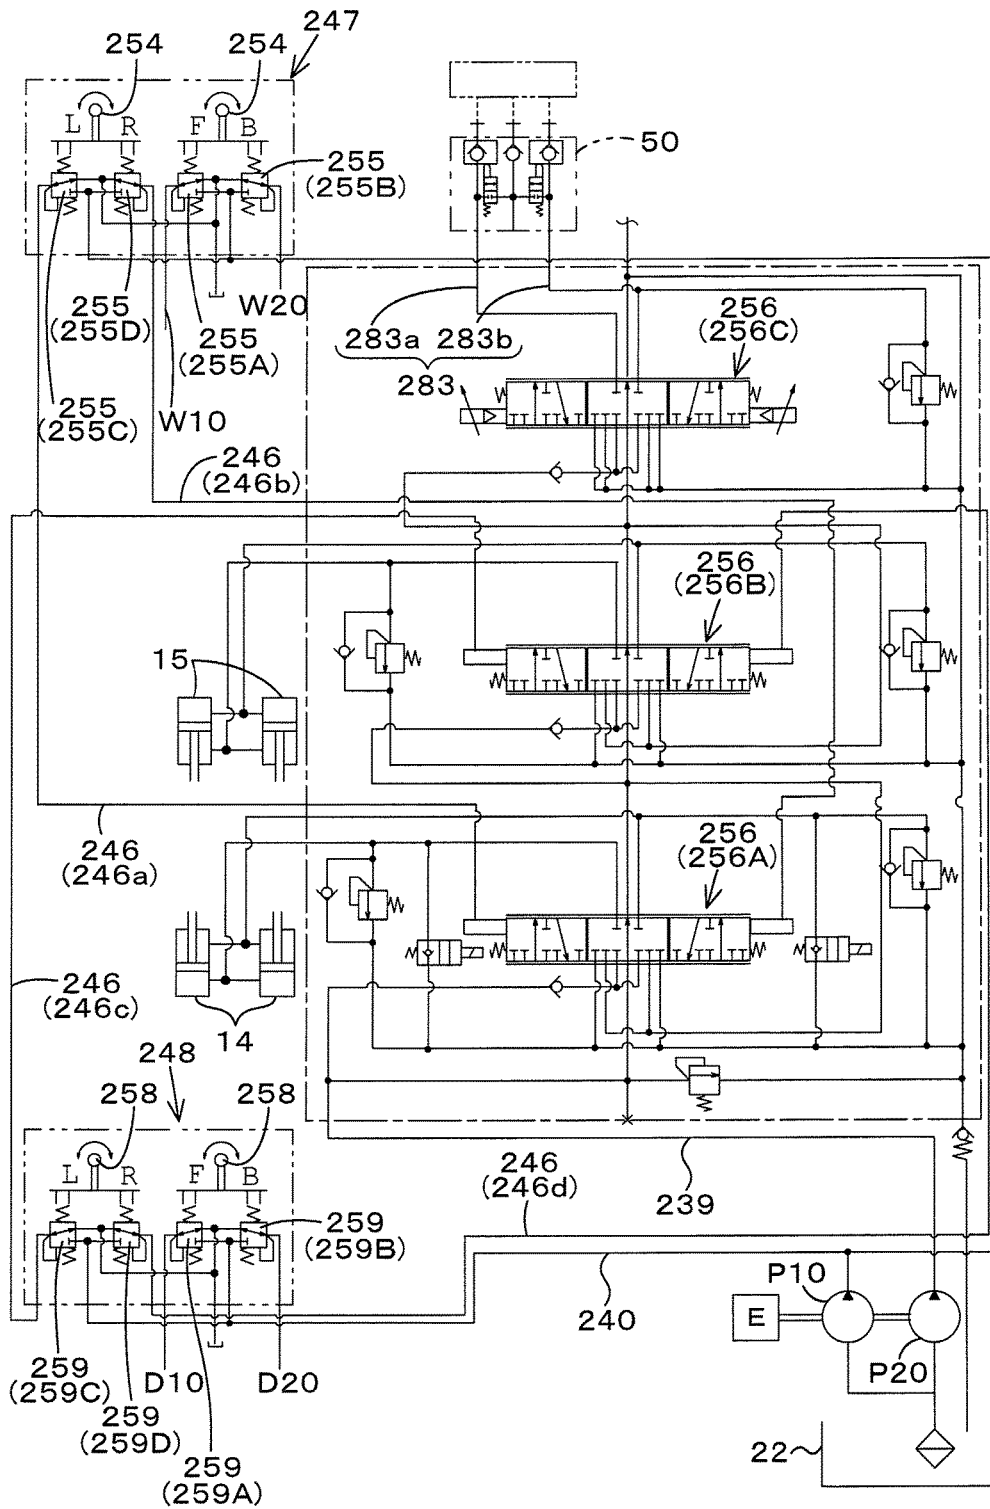 247
254
254
L
R
F
B
50
255
(255B)
W20
255
(255D)
255
(255A)
283a
283b
283
256
(256C)
255
(255C)
W10
246
(246b)
256
(256B)
15
246
(246a)
256
(256A)
246
(246c)
14
248
258
258
L
R
F
B
246
(246d)
239
259
(259B)
240
P10
E
P20
259
(259C)
D10
D20
259
(259D)
259
(259A)
22